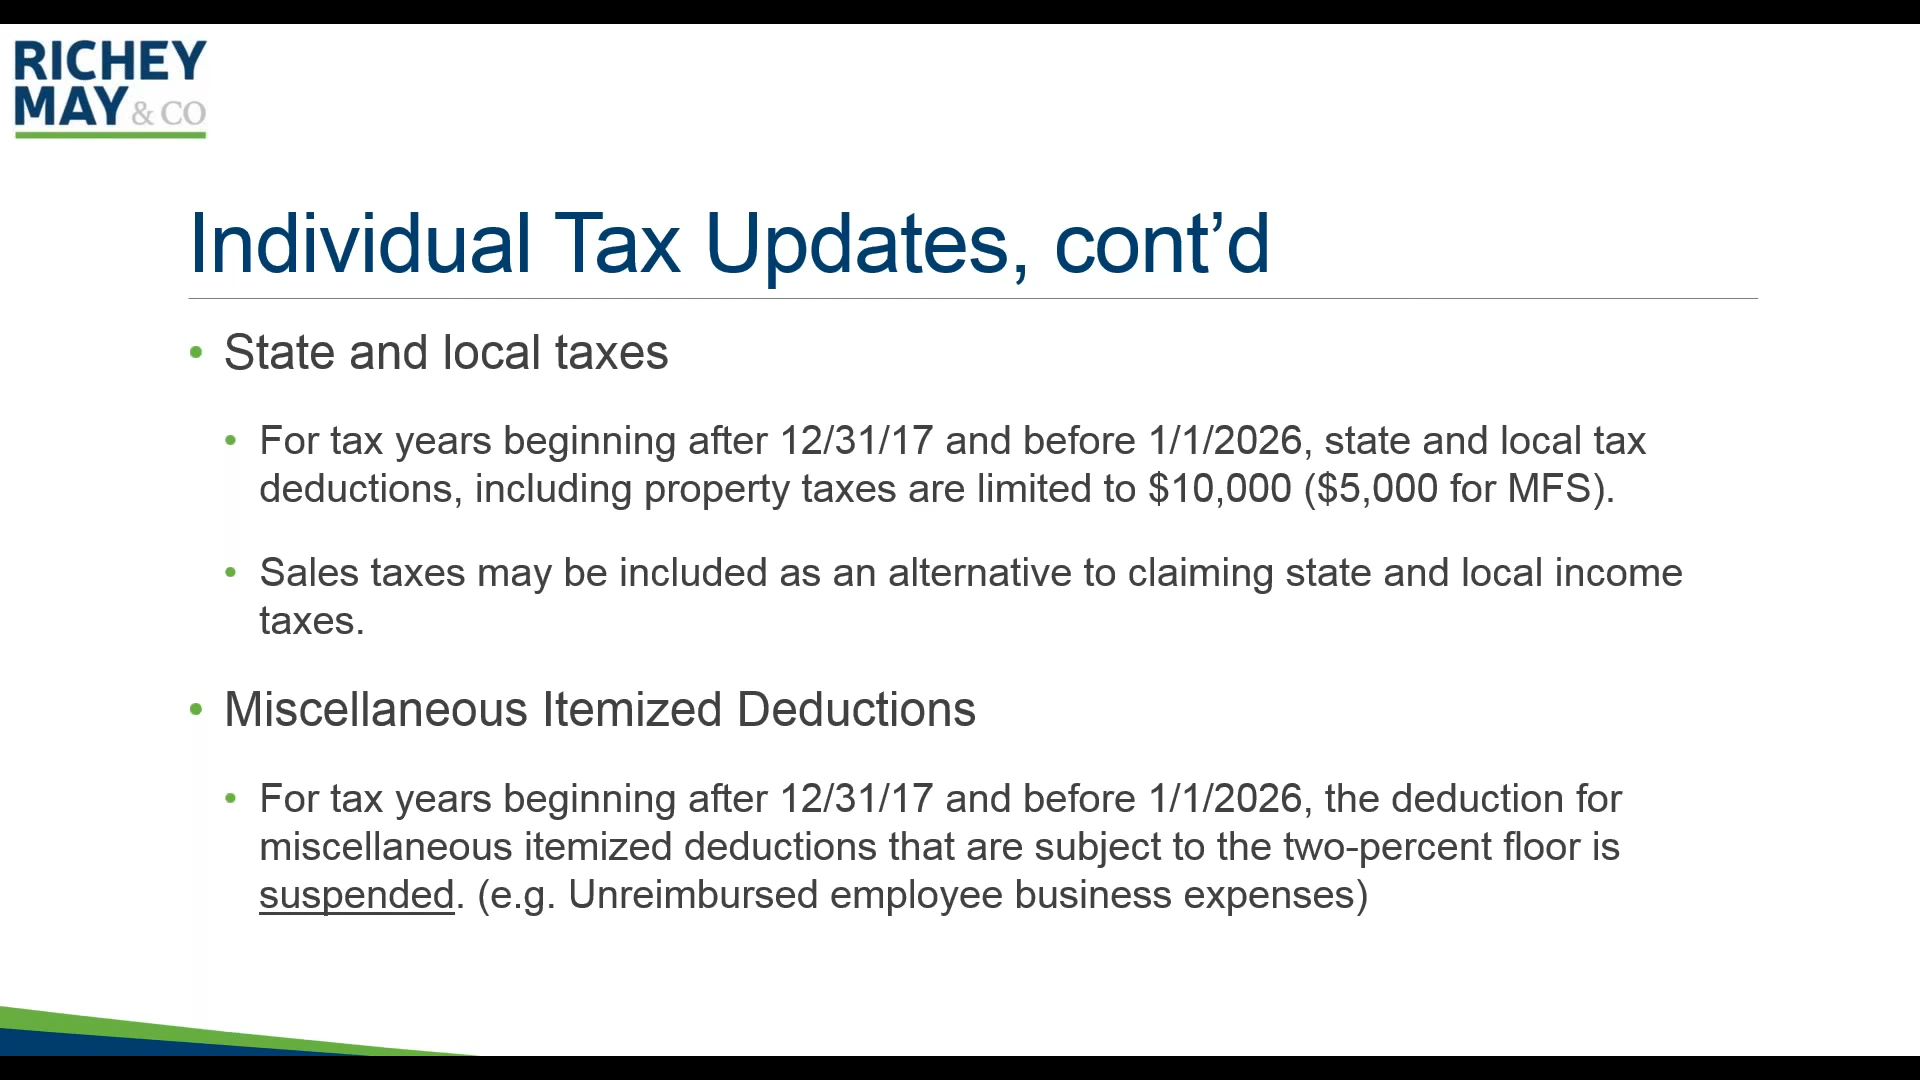 RICHEY
MAY & CO
Individual Tax Updates, cont’d
• State and local taxes
• For tax years beginning after 12/31/17 and before 1/1/2026, state and local tax
deductions, including property taxes are limited to $10,000 ($5,000 for MFS).
• Sales taxes may be included as an alternative to claiming state and local income
taxes.
• Miscellaneous Itemized Deductions
• For tax years beginning after 12/31/17 and before 1/1/2026, the deduction for
miscellaneous itemized deductions that are subject to the two-percent floor is
suspended. (e.g. Unreimbursed employee business expenses)